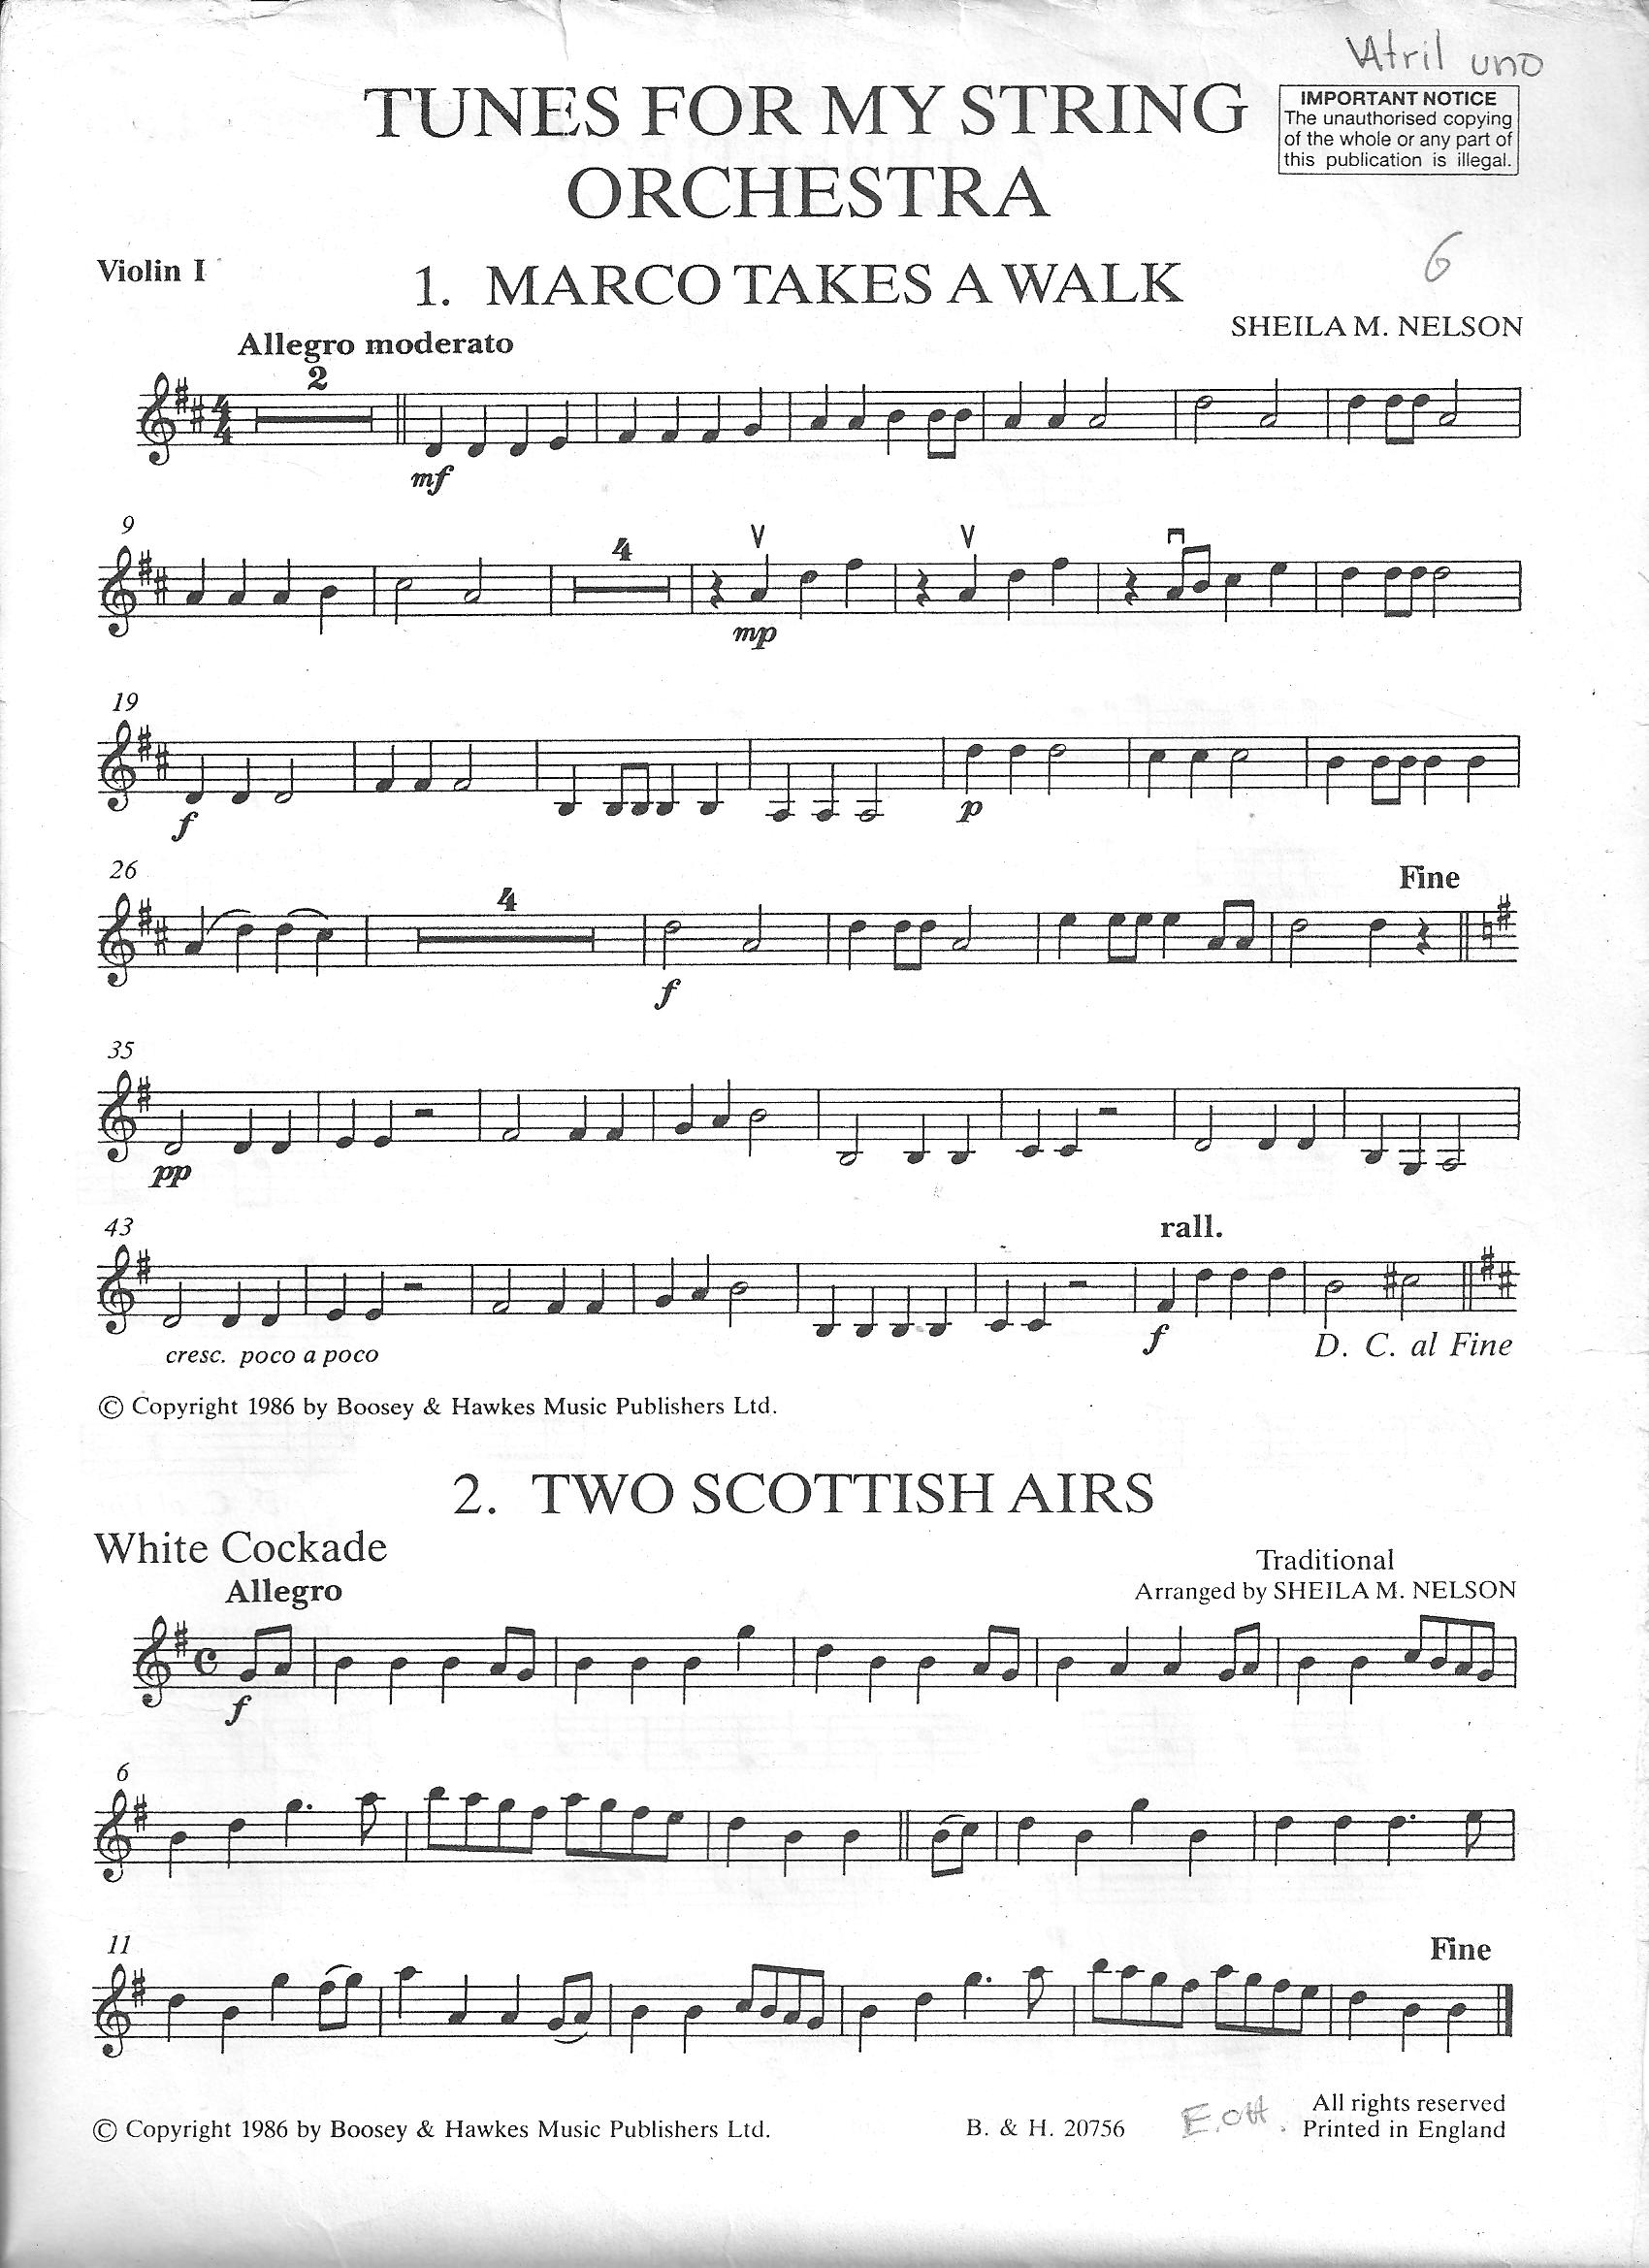 Atril uno
TUNES FOR MY STRING
ORCHESTRA
IMPORTANT NOTICE
The unauthorised copying
of the whole or any part of
this publication is illegal.
Violin I
1. MARCO TAKES A WALK
6
SHEILA M. NELSON
Allegro moderato
2
mf
9
4
mp
19
f
p
26
4
Fine
f
35
pp
43
rall.
f
cresc. poco a poco
D. C. al Fine
© Copyright 1986 by Boosey & Hawkes Music Publishers Ltd.
2. TWO SCOTTISH AIRS
White Cockade
Traditional
Allegro
Arranged by SHEILA M. NELSON
f
6
11
Fine
© Copyright 1986 by Boosey & Hawkes Music Publishers Ltd.
B. & H. 20756
All rights reserved
Printed in England